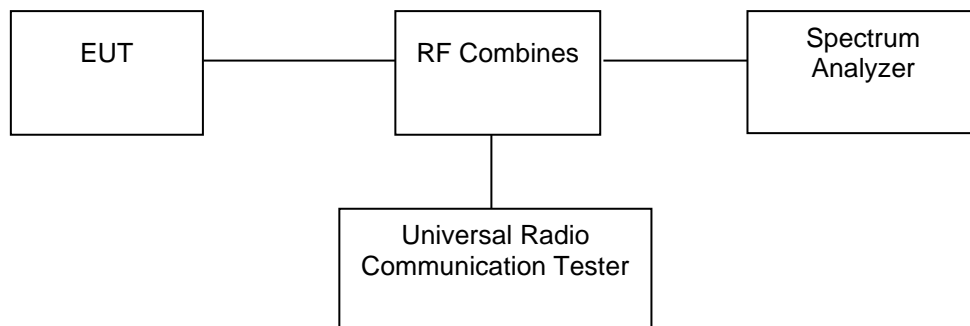 EUT
RF Combines
Spectrum
Analyzer
Universal Radio
Communication Tester